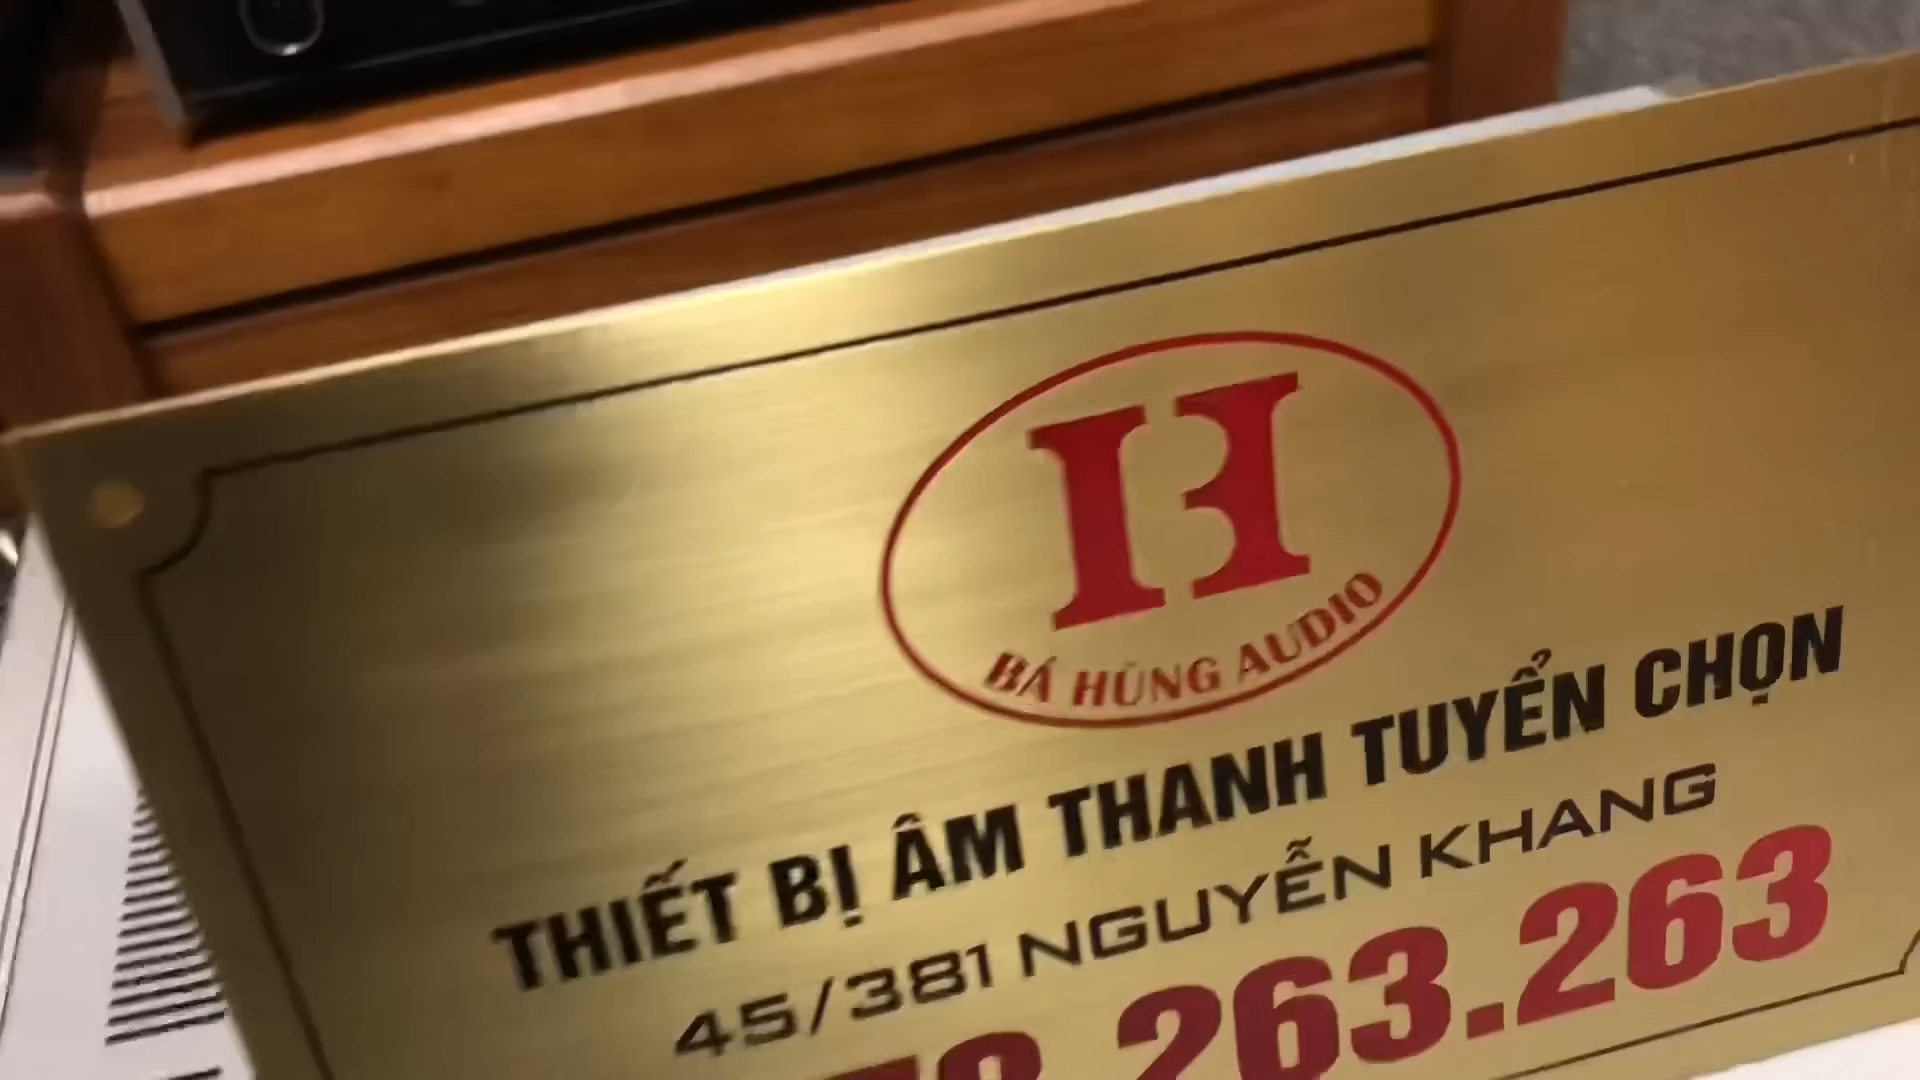 BÁ HÙNG AUDIO
THIẾT BỊ ÂM THANH TUYỂN CHỌN
45/381 NGUYỄN KHANG
.263.263